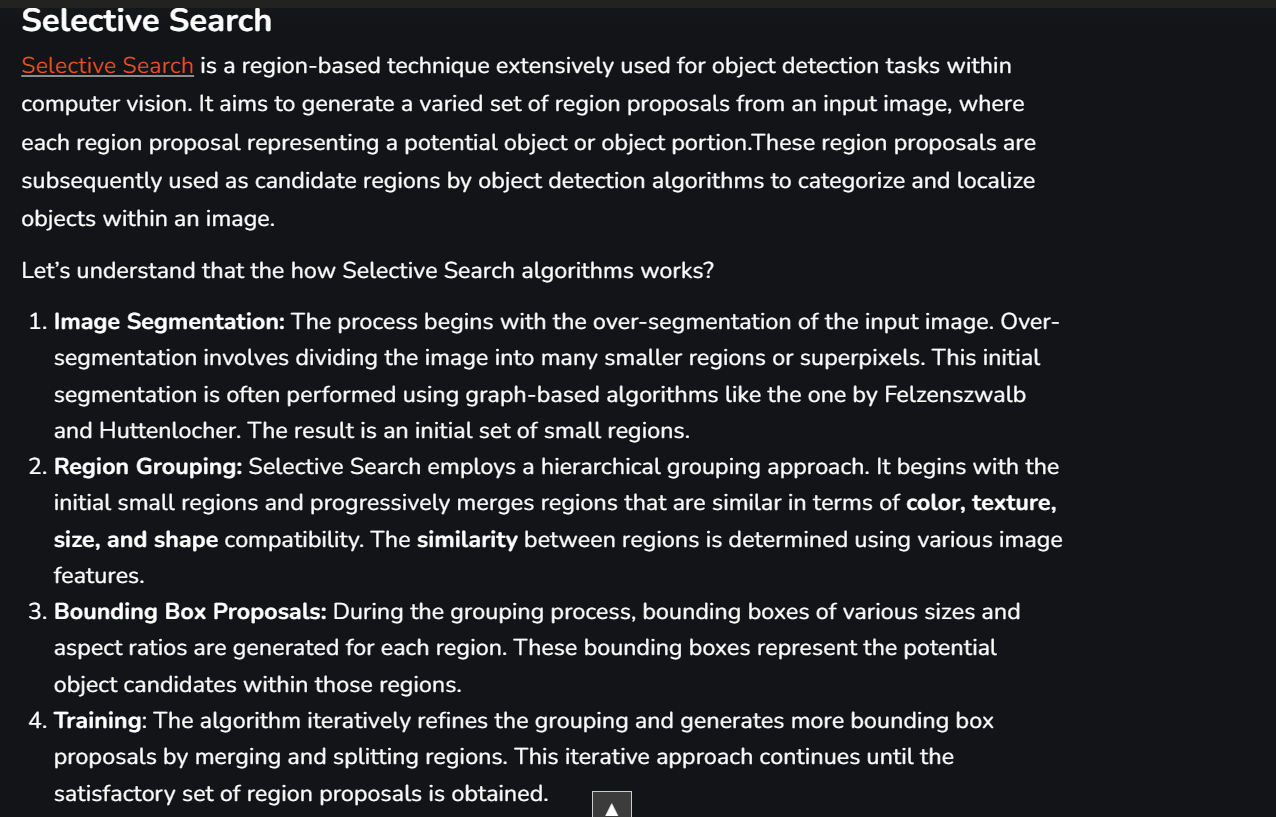 Selective Search
Selective Search is a region-based technique extensively used for object detection tasks within
computer vision. It aims to generate a varied set of region proposals from an input image, where
each region proposal representing a potential object or object portion.These region proposals are
subsequently used as candidate regions by object detection algorithms to categorize and localize
objects within an image.
Let’s understand that the how Selective Search algorithms works?
1. Image Segmentation: The process begins with the over-segmentation of the input image. Over-
segmentation involves dividing the image into many smaller regions or superpixels. This initial
segmentation is often performed using graph-based algorithms like the one by Felzenszwalb
and Huttenlocher. The result is an initial set of small regions.
2. Region Grouping: Selective Search employs a hierarchical grouping approach. It begins with the
initial small regions and progressively merges regions that are similar in terms of color, texture,
size, and shape compatibility. The similarity between regions is determined using various image
features.
3. Bounding Box Proposals: During the grouping process, bounding boxes of various sizes and
aspect ratios are generated for each region. These bounding boxes represent the potential
object candidates within those regions.
4. Training: The algorithm iteratively refines the grouping and generates more bounding box
proposals by merging and splitting regions. This iterative approach continues until the
satisfactory set of region proposals is obtained.